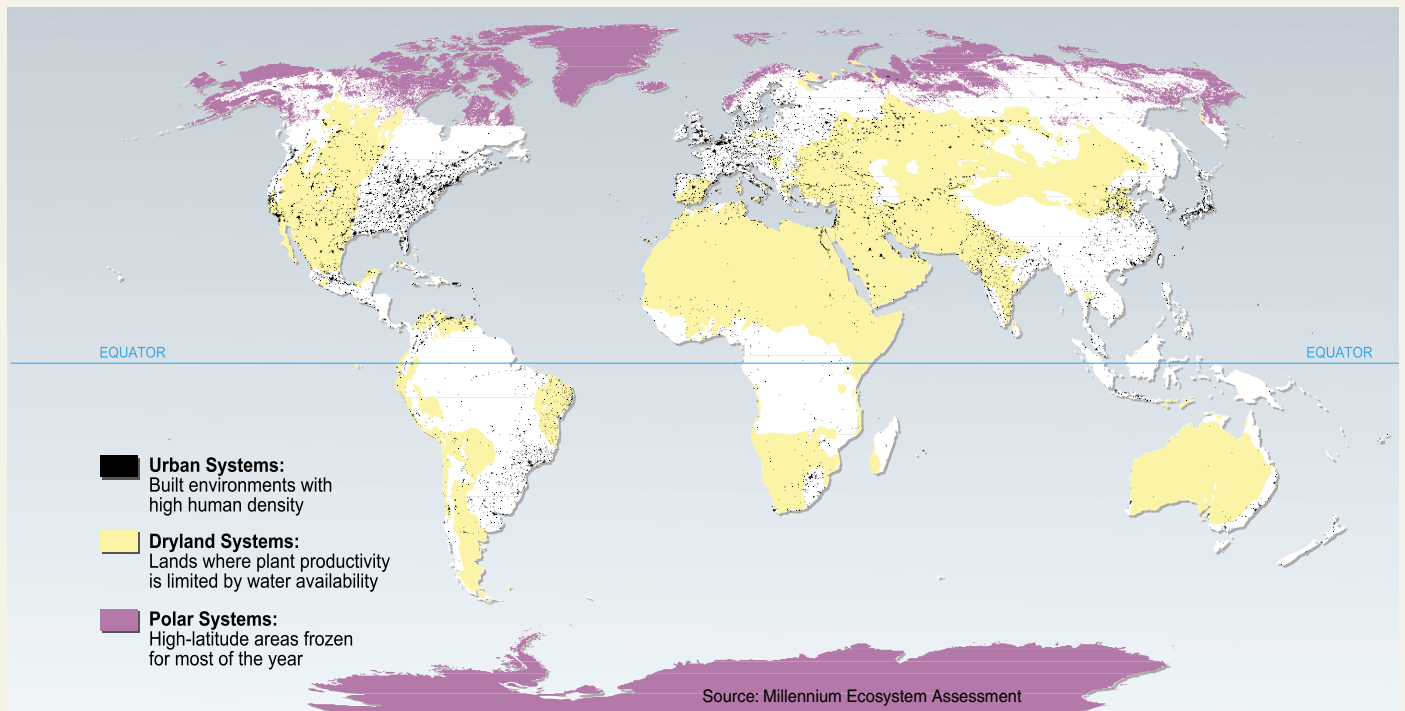 EQUATOR
EQUATOR
Urban Systems:
Built environments with
high human density
Dryland Systems:
Lands where plant productivity
is limited by water availability
Polar Systems:
High-latitude areas frozen
for most of the year
Source: Millennium Ecosystem Assessment